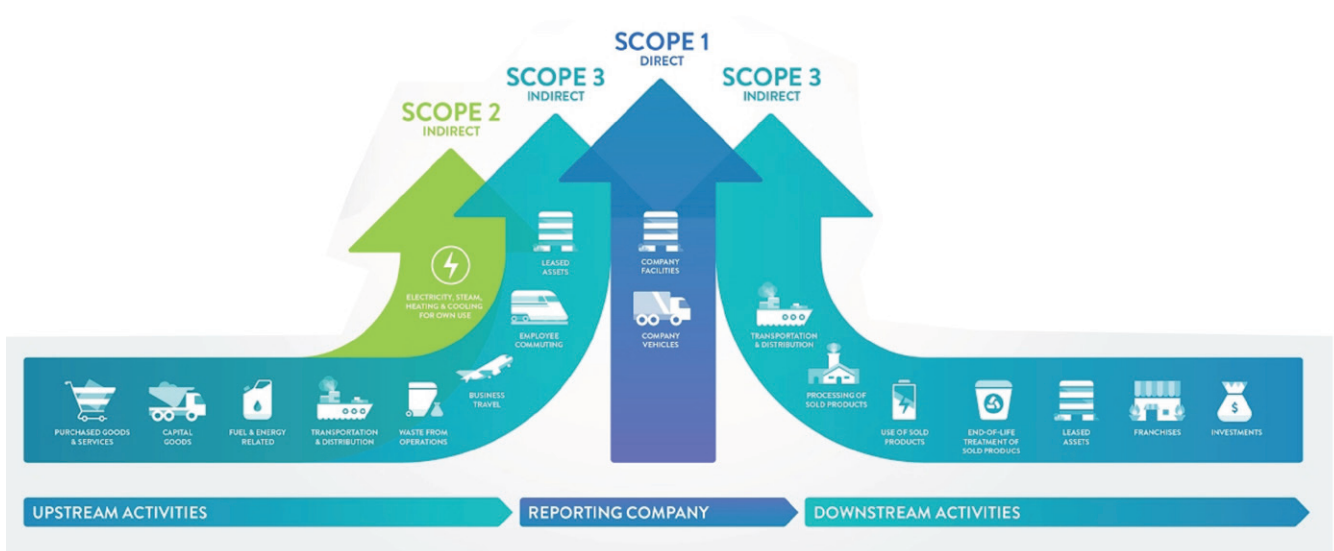 SCOPE 1
DIRECT
SCOPE 3
INDIRECT
SCOPE 3
INDIRECT
SCOPE 2
INDIRECT
ELECTRICITY, STEAM,
HEATING & COOLING
FOR OWN USE
LEASED
ASSETS
EMPLOYEE
COMMUTING
BUSINESS
TRAVEL
PURCHASED GOODS
& SERVICES
CAPITAL
GOODS
FUEL & ENERGY
RELATED
TRANSPORTATION
& DISTRIBUTION
WASTE FROM
OPERATIONS
COMPANY
FACILITIES
COMPANY
VEHICLES
TRANSPORTATION
& DISTRIBUTION
PROCESSING OF
SOLD PRODUCTS
USE OF SOLD
PRODUCTS
END-OF-LIFE
TREATMENT OF
SOLD PRODUCS
LEASED
ASSETS
FRANCHISES
$
INVESTMENTS
UPSTREAM ACTIVITIES
REPORTING COMPANY
DOWNSTREAM ACTIVITIES